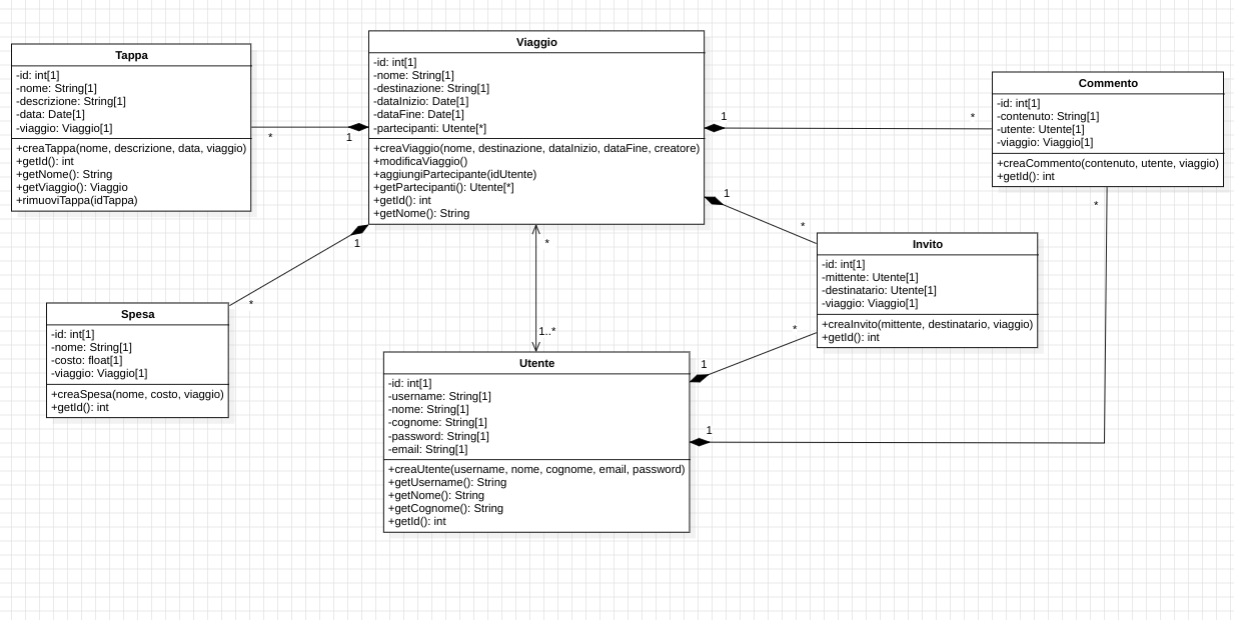 Tappa
-id: int[1]
-nome: String[1]
-descrizione: String[1]
-data: Date[1]
-viaggio: Viaggio[1]
+creaTappa(nome, descrizione, data, viaggio)
+getId(): int
+getNome(): String
+getViaggio(): Viaggio
+rimuoviTappa(idTappa)
*
1
Viaggio
-id: int[1]
-nome: String[1]
-destinazione: String[1]
-dataInizio: Date[1]
-dataFine: Date[1]
-partecipanti: Utente[*]
+creaViaggio(nome, destinazione, dataInizio, dataFine, creatore)
+modificaViaggio()
+aggiungiPartecipante(idUtente)
+getPartecipanti(): Utente[*]
+getId(): int
+getNome(): String
1
*
Commento
-id: int[1]
-contenuto: String[1]
-utente: Utente[1]
-viaggio: Viaggio[1]
+creaCommento(contenuto, utente, viaggio)
+getId(): int
*
1
*
Invito
-id: int[1]
-mittente: Utente[1]
-destinatario: Utente[1]
-viaggio: Viaggio[1]
+creaInvito(mittente, destinatario, viaggio)
+getId(): int
1
*
Spesa
-id: int[1]
-nome: String[1]
-costo: float[1]
-viaggio: Viaggio[1]
+creaSpesa(nome, costo, viaggio)
+getId(): int
*
1..*
Utente
-id: int[1]
-username: String[1]
-nome: String[1]
-cognome: String[1]
-password: String[1]
-email: String[1]
+creaUtente(username, nome, cognome, email, password)
+getUsername(): String
+getNome(): String
+getCognome(): String
+getId(): int
1
*
1